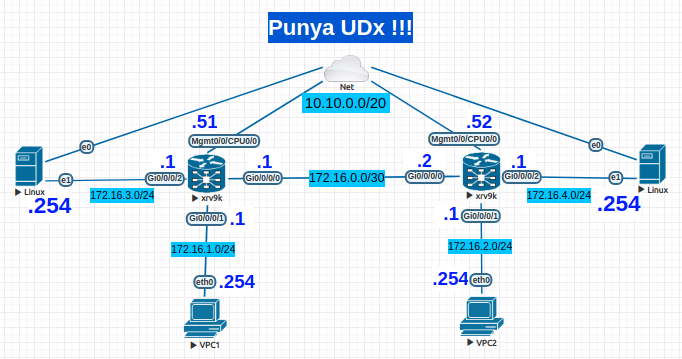 Punya UDx !!!
Net
10.10.0.0/20
.51
.52
Mgmt0/0/CPU0/0
Mgmt0/0/CPU0/0
e0
e0
.1
.1
.2
.1
e1
Gi0/0/0/2
Gi0/0/0/0
172.16.0.0/30
Gi0/0/0/0
Gi0/0/0/2
e1
Linux
172.16.3.0/24
xrv9k
xrv9k
172.16.4.0/24
Linux
.254
.254
Gi0/0/0/1
.1
.1
Gi0/0/0/1
172.16.1.0/24
172.16.2.0/24
eth0
.254
.254
eth0
VPC1
VPC2